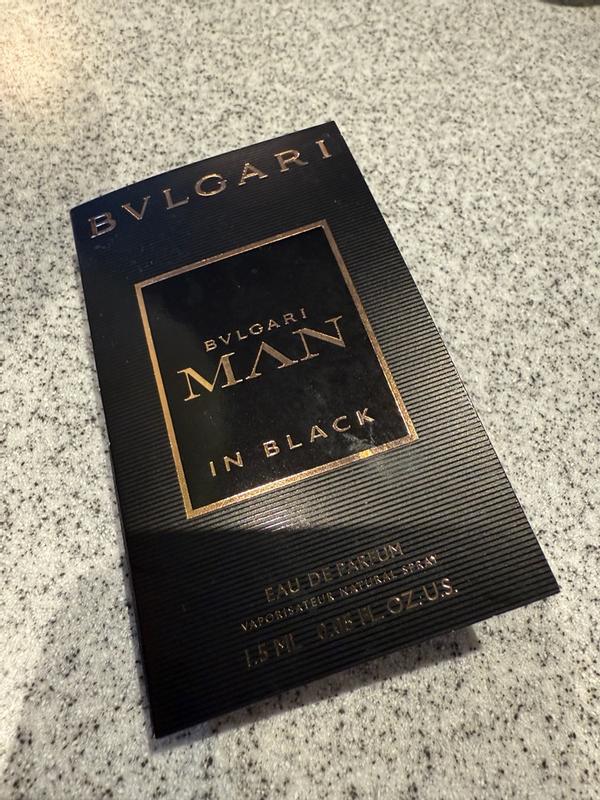 BVLGARI
BVLGARI
MAN
IN BLACK
EAU DE PARFUM
VAPORISATEUR NATURAL SPRAY
1.5 ML 0.05 FL. OZ. U.S.